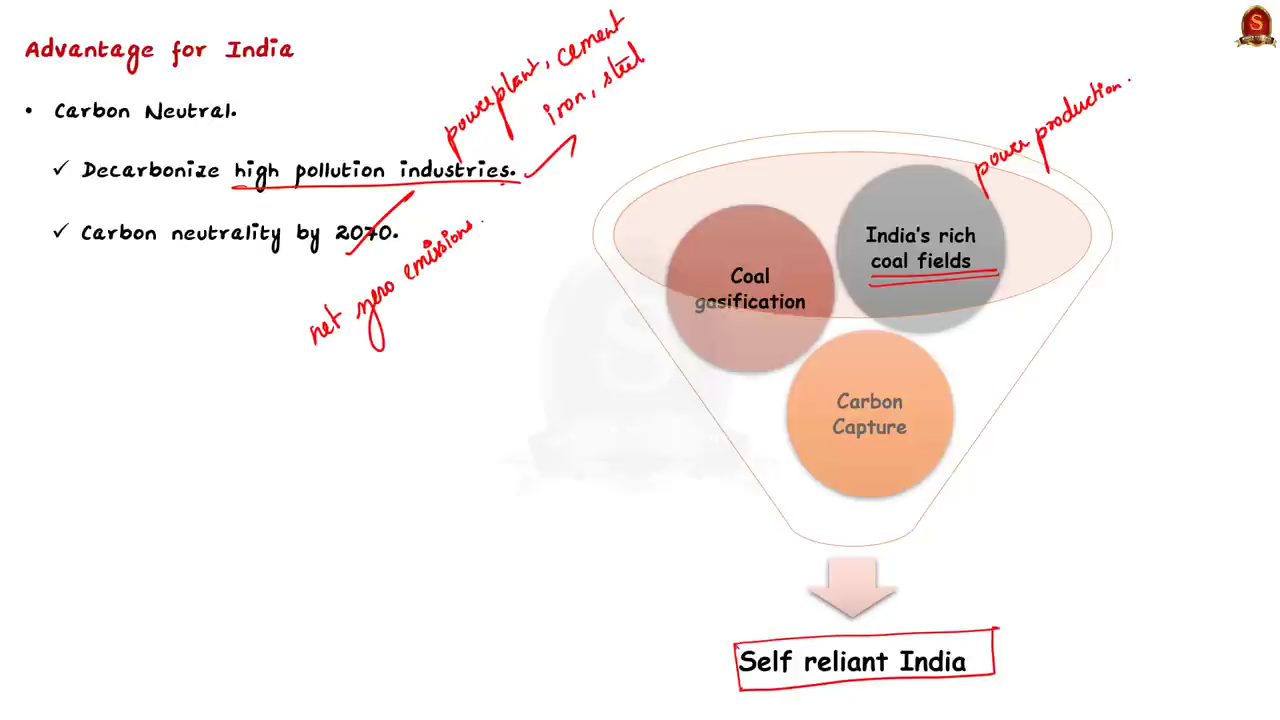 Advantage for India
• Carbon Neutral.
powerplant, cement
iron, steel
✓ Decarbonize high pollution industries.
✓ Carbon neutrality by 2070.
net zero emissions.
power production.
India's rich
coal fields
Coal
gasification
Carbon
Capture
Self reliant India
S
S